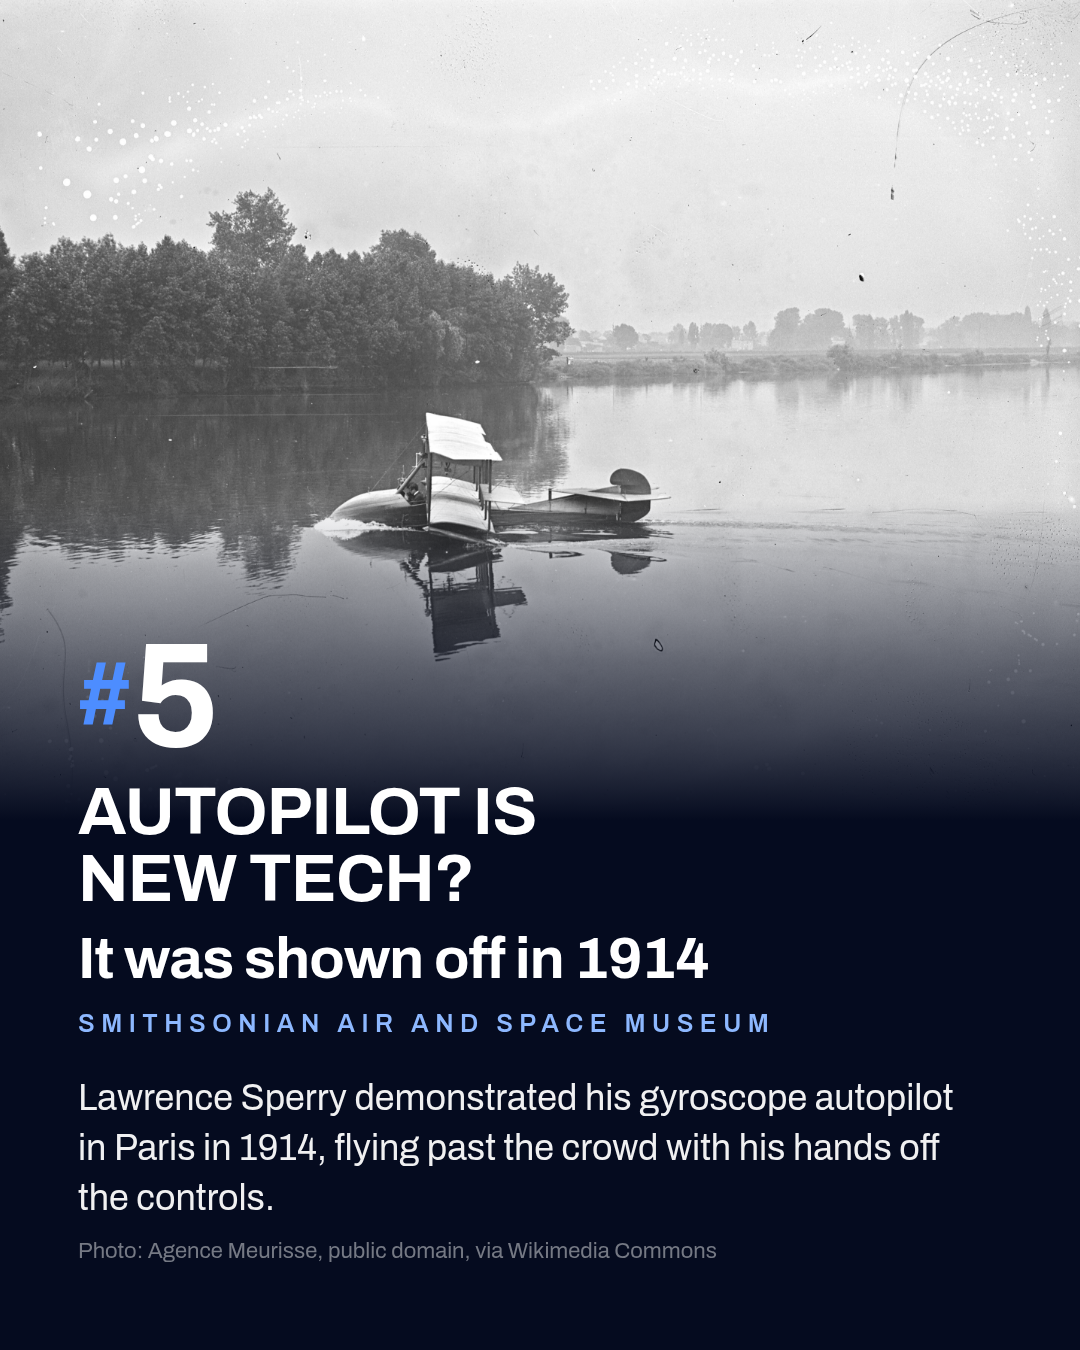 #5
AUTOPILOT IS
NEW TECH?
It was shown off in 1914
SMITHSONIAN AIR AND SPACE MUSEUM
Lawrence Sperry demonstrated his gyroscope autopilot
in Paris in 1914, flying past the crowd with his hands off
the controls.
Photo: Agence Meurisse, public domain, via Wikimedia Commons